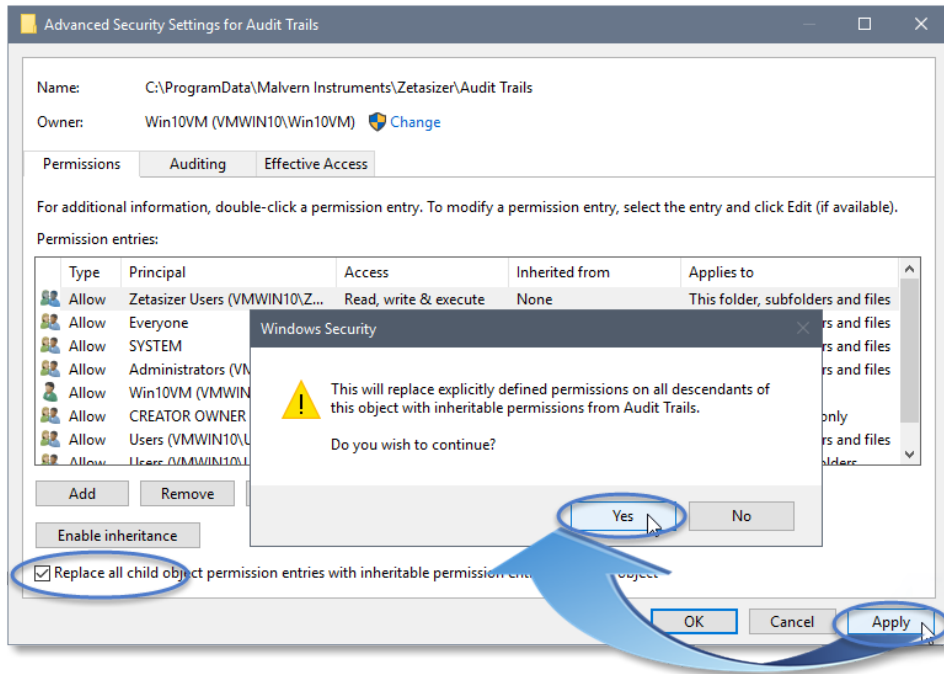 Advanced Security Settings for Audit Trails
Name: C:\ProgramData\Malvern Instruments\Zetasizer\Audit Trails
Owner: Win10VM (VMWIN10\Win10VM) Change
Permissions Auditing Effective Access
For additional information, double-click a permission entry. To modify a permission entry, select the entry and click Edit (if available).
Permission entries:
Type Principal Access Inherited from Applies to
Allow Zetasizer Users (VMWIN10\Z... Read, write & execute None This folder, subfolders and files
Allow Everyone rs and files
Allow SYSTEM rs and files
Allow Administrators (VM rs and files
Allow Win10VM (VMWIN
Allow CREATOR OWNER only
Allow Users (VMWIN10\U rs and files
Allow Users (VMWIN10\U lders
Windows Security
This will replace explicitly defined permissions on all descendants of
this object with inheritable permissions from Audit Trails.
Do you wish to continue?
Yes No
Add Remove
Enable inheritance
Replace all child object permission entries with inheritable permission object
OK Cancel Apply